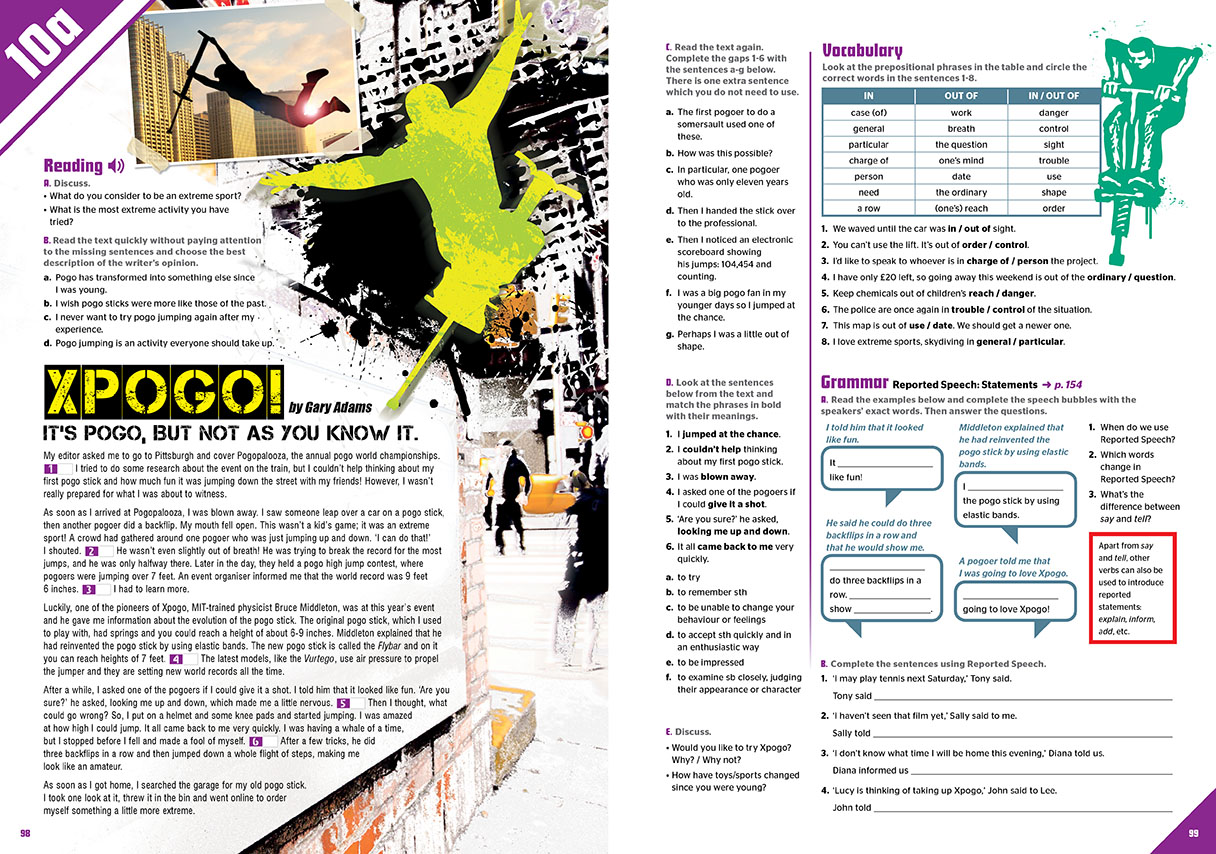 10a
Reading
A. Discuss.
• What do you consider to be an extreme sport?
• What is the most extreme activity you have
tried?
B. Read the text quickly without paying attention
to the missing sentences and choose the best
description of the writer's opinion.
a. Pogo has transformed into something else since
I was young.
b. I wish pogo sticks were more like those of the past.
c. I never want to try pogo jumping again after my
experience.
d. Pogo jumping is an activity everyone should take up.
XPOGO!
by Gary Adams
IT'S POGO, BUT NOT AS YOU KNOW IT.
My editor asked me to go to Pittsburgh and cover Pogopalooza, the annual pogo world championships.
1 I tried to do some research about the event on the train, but I couldn't help thinking about my
first pogo stick and how much fun it was jumping down the street with my friends! However, I wasn't
really prepared for what I was about to witness.
As soon as I arrived at Pogopalooza, I was blown away. I saw someone leap over a car on a pogo stick,
then another pogoer did a backflip. My mouth fell open. This wasn't a kid's game; it was an extreme
sport! A crowd had gathered around one pogoer who was just jumping up and down. 'I can do that!'
I shouted. 2 He wasn't even slightly out of breath! He was trying to break the record for the most
jumps, and he was only halfway there. Later in the day, they held a pogo high jump contest, where
pogoers were jumping over 7 feet. An event organiser informed me that the world record was 9 feet
6 inches. 3 I had to learn more.
Luckily, one of the pioneers of Xpogo, MIT-trained physicist Bruce Middleton, was at this year's event
and he gave me information about the evolution of the pogo stick. The original pogo stick, which I used
to play with, had springs and you could reach a height of about 6-9 inches. Middleton explained that he
had reinvented the pogo stick by using elastic bands. The new pogo stick is called the Flybar and on it
you can reach heights of 7 feet. 4 The latest models, like the Vurtego, use air pressure to propel
the jumper and they are setting new world records all the time.
After a while, I asked one of the pogoers if I could give it a shot. I told him that it looked like fun. 'Are you
sure?' he asked, looking me up and down, which made me a little nervous. 5 Then I thought, what
could go wrong? So, I put on a helmet and some knee pads and started jumping. I was amazed
at how high I could jump. It all came back to me very quickly. I was having a whale of a time,
but I stopped before I fell and made a fool of myself. 6 After a few tricks, he did
three backflips in a row and then jumped down a whole flight of steps, making me
look like an amateur.
As soon as I got home, I searched the garage for my old pogo stick.
I took one look at it, threw it in the bin and went online to order
myself something a little more extreme.
98
C. Read the text again.
Complete the gaps 1-6 with
the sentences a-g below.
There is one extra sentence
which you do not need to use.
a. The first pogoer to do a
somersault used one of
these.
b. How was this possible?
c. In particular, one pogoer
who was only eleven years
old.
d. Then I handed the stick over
to the professional.
e. Then I noticed an electronic
scoreboard showing
his jumps: 104,454 and
counting.
f. I was a big pogo fan in my
younger days so I jumped at
the chance.
g. Perhaps I was a little out of
shape.
D. Look at the sentences
below from the text and
match the phrases in bold
with their meanings.
1. I jumped at the chance.
2. I couldn't help thinking
about my first pogo stick.
3. I was blown away.
4. I asked one of the pogoers if
I could give it a shot.
5. 'Are you sure?' he asked,
looking me up and down.
6. It all came back to me very
quickly.
a. to try
b. to remember sth
c. to be unable to change your
behaviour or feelings
d. to accept sth quickly and in
an enthusiastic way
e. to be impressed
f. to examine sb closely, judging
their appearance or character
E. Discuss.
• Would you like to try Xpogo?
Why? / Why not?
• How have toys/sports changed
since you were young?
Vocabulary
Look at the prepositional phrases in the table and circle the
correct words in the sentences 1-8.
IN OUT OF IN / OUT OF
case (of) work danger
general breath control
particular the question sight
charge of one's mind trouble
person date use
need the ordinary shape
a row (one's) reach order
1. We waved until the car was in / out of sight.
2. You can't use the lift. It's out of order / control.
3. I'd like to speak to whoever is in charge of / person the project.
4. I have only £20 left, so going away this weekend is out of the ordinary / question.
5. Keep chemicals out of children's reach / danger.
6. The police are once again in trouble / control of the situation.
7. This map is out of use / date. We should get a newer one.
8. I love extreme sports, skydiving in general / particular.
Grammar Reported Speech: Statements ➜ p. 154
A. Read the examples below and complete the speech bubbles with the
speakers' exact words. Then answer the questions.
I told him that it looked
like fun.
It ____________
like fun!
Middleton explained that
he had reinvented the
pogo stick by using elastic
bands.
I ____________
the pogo stick by using
elastic bands.
He said he could do three
backflips in a row and
that he would show me.
____________
do three backflips in a
row. ____________
show ____________.
A pogoer told me that
I was going to love Xpogo.
____________
going to love Xpogo!
1. When do we use
Reported Speech?
2. Which words
change in
Reported Speech?
3. What's the
difference between
say and tell?
Apart from say
and tell, other
verbs can also be
used to introduce
reported
statements:
explain, inform,
add, etc.
B. Complete the sentences using Reported Speech.
1. 'I may play tennis next Saturday,' Tony said.
Tony said ____________
2. 'I haven't seen that film yet,' Sally said to me.
Sally told ____________
3. 'I don't know what time I will be home this evening,' Diana told us.
Diana informed us ____________
4. 'Lucy is thinking of taking up Xpogo,' John said to Lee.
John told ____________
99